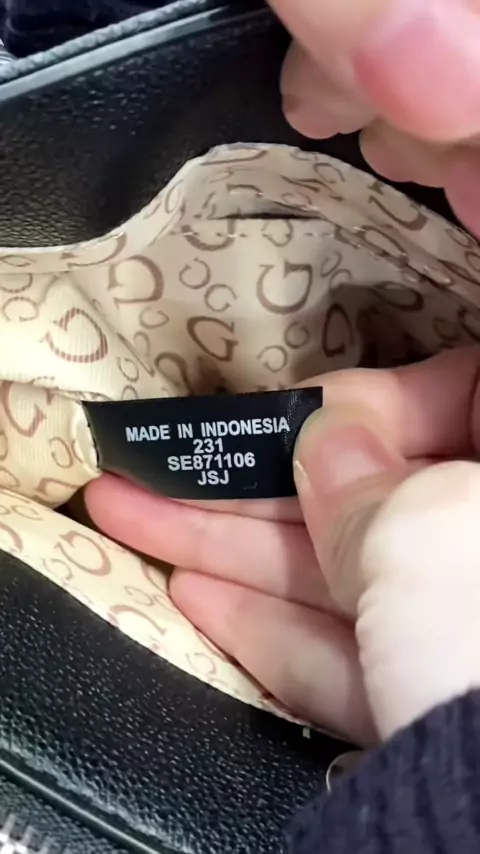 MADE IN INDONESIA
231
SE871106
JSJ